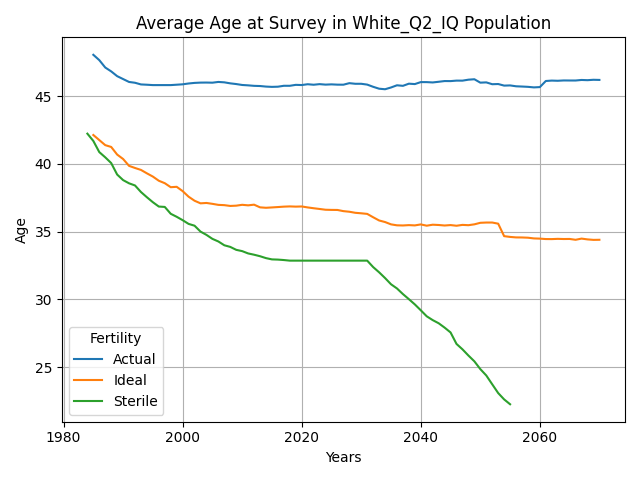 Average Age at Survey in White_Q2_IQ Population
Age
45
40
35
30
25
Fertility
Actual
Ideal
Sterile
1980
2000
2020
2040
2060
Years